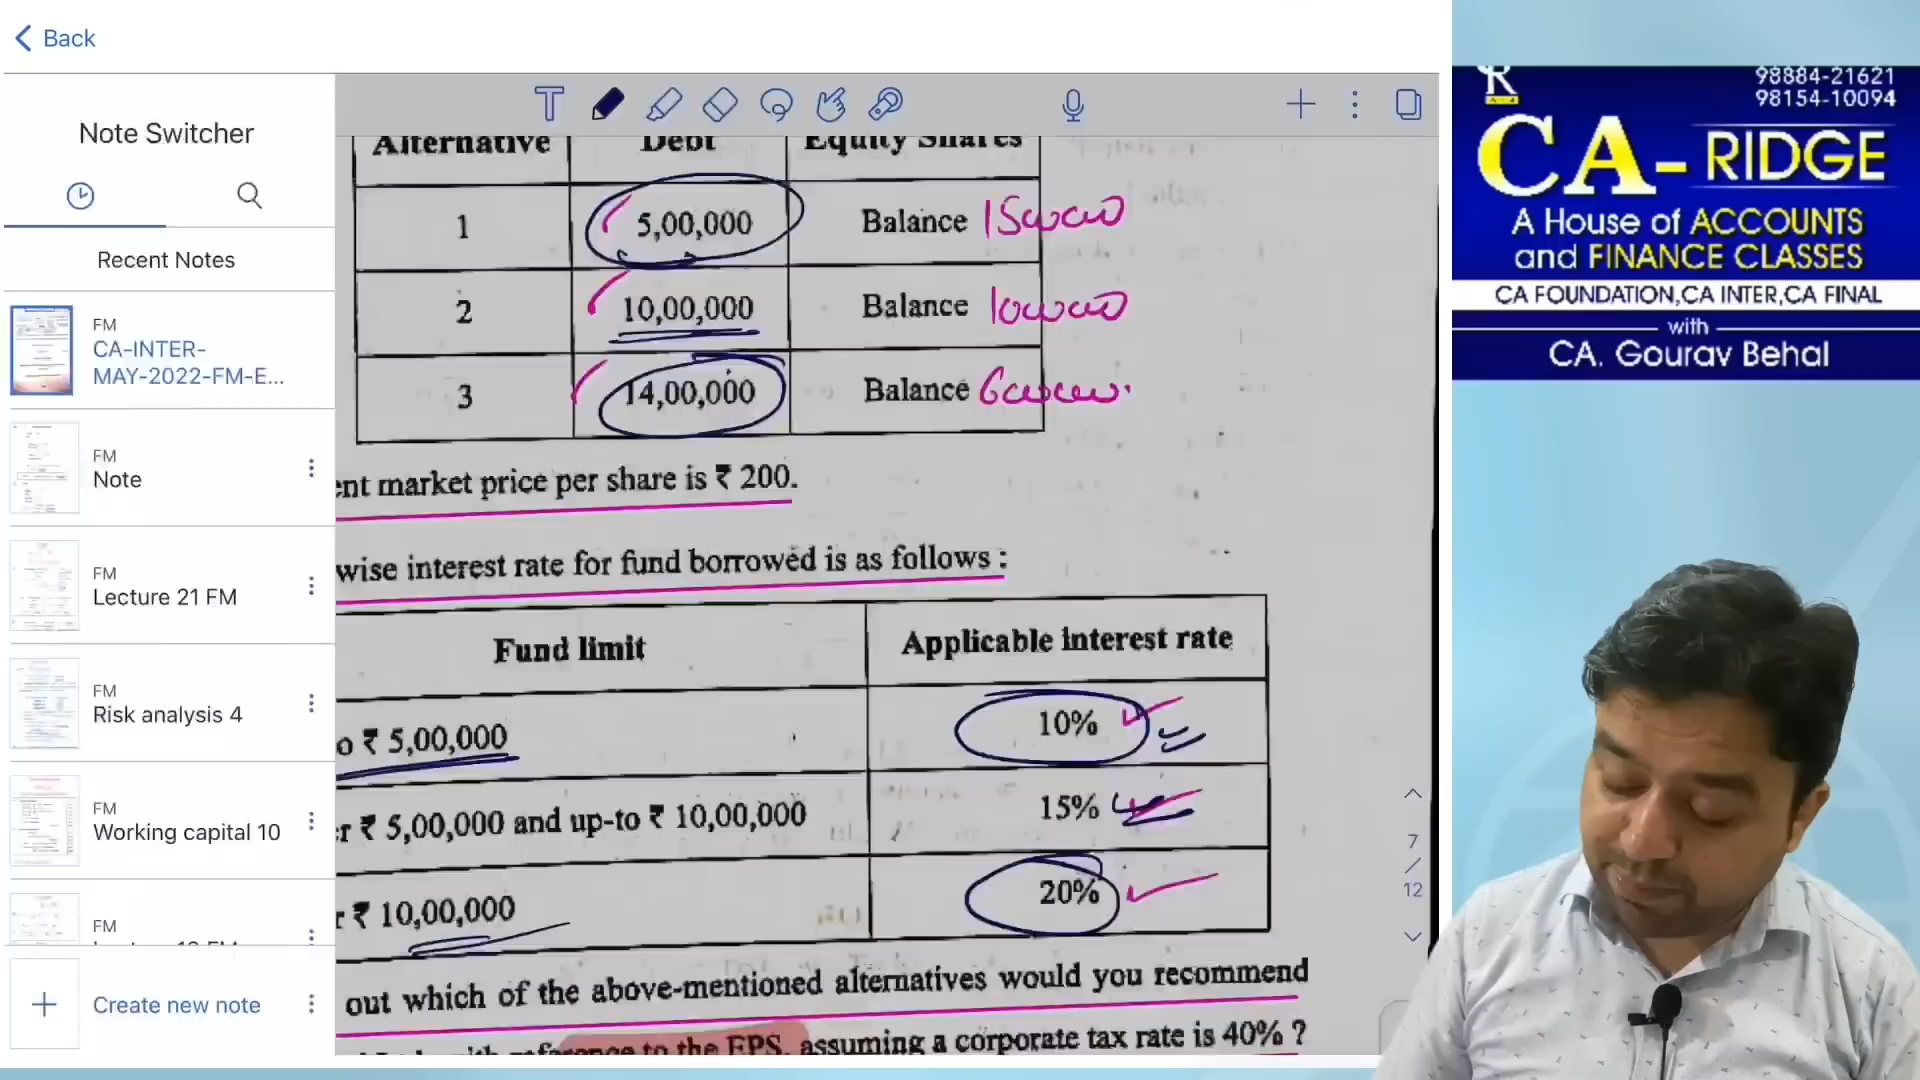 Back
Note Switcher
Recent Notes
FM
CA-INTER-
MAY-2022-FM-E...
FM
Note
FM
Lecture 21 FM
FM
Risk analysis 4
FM
Working capital 10
FM
Create new note
Alternative Debt Equity Shares
1 5,00,000 Balance
2 10,00,000 Balance
3 14,00,000 Balance
ent market price per share is ₹ 200.
wise interest rate for fund borrowed is as follows :
Fund limit Applicable interest rate
o ₹ 5,00,000 10%
r ₹ 5,00,000 and up-to ₹ 10,00,000 15%
r ₹ 10,00,000 20%
out which of the above-mentioned alternatives would you recommend
reference to the EPS, assuming a corporate tax rate is 40% ?
7
/
12
98884-21621
98154-10094
CA- RIDGE
A House of ACCOUNTS
and FINANCE CLASSES
CA FOUNDATION,CA INTER,CA FINAL
with
CA. Gourav Behal